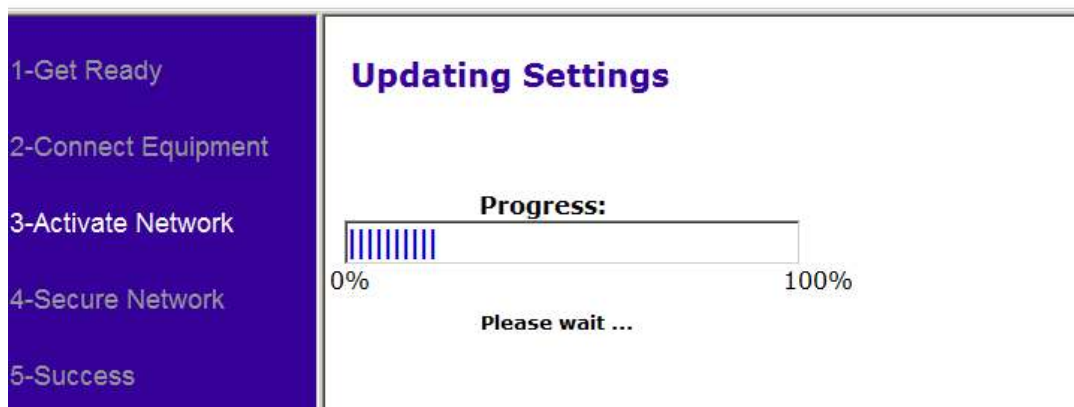 1-Get Ready
2-Connect Equipment
3-Activate Network
4-Secure Network
5-Success
Updating Settings
Progress:
0% 100%
Please wait ...